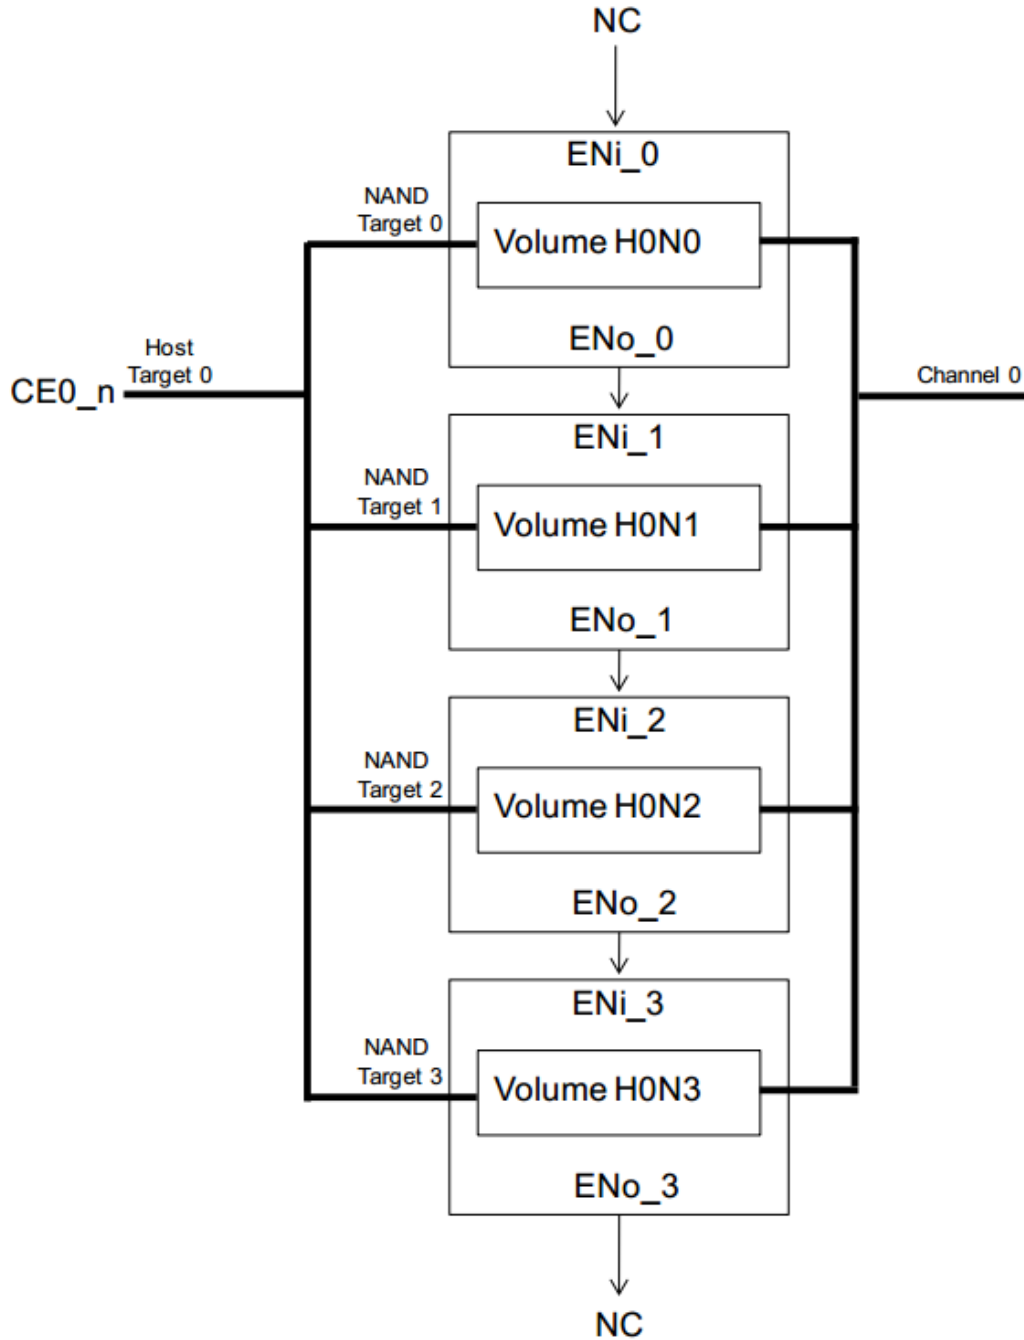 NC
ENi_0
NAND
Target 0
Volume H0N0
ENo_0
Host
Target 0
CE0_n
Channel 0
ENi_1
NAND
Target 1
Volume H0N1
ENo_1
ENi_2
NAND
Target 2
Volume H0N2
ENo_2
ENi_3
NAND
Target 3
Volume H0N3
ENo_3
NC